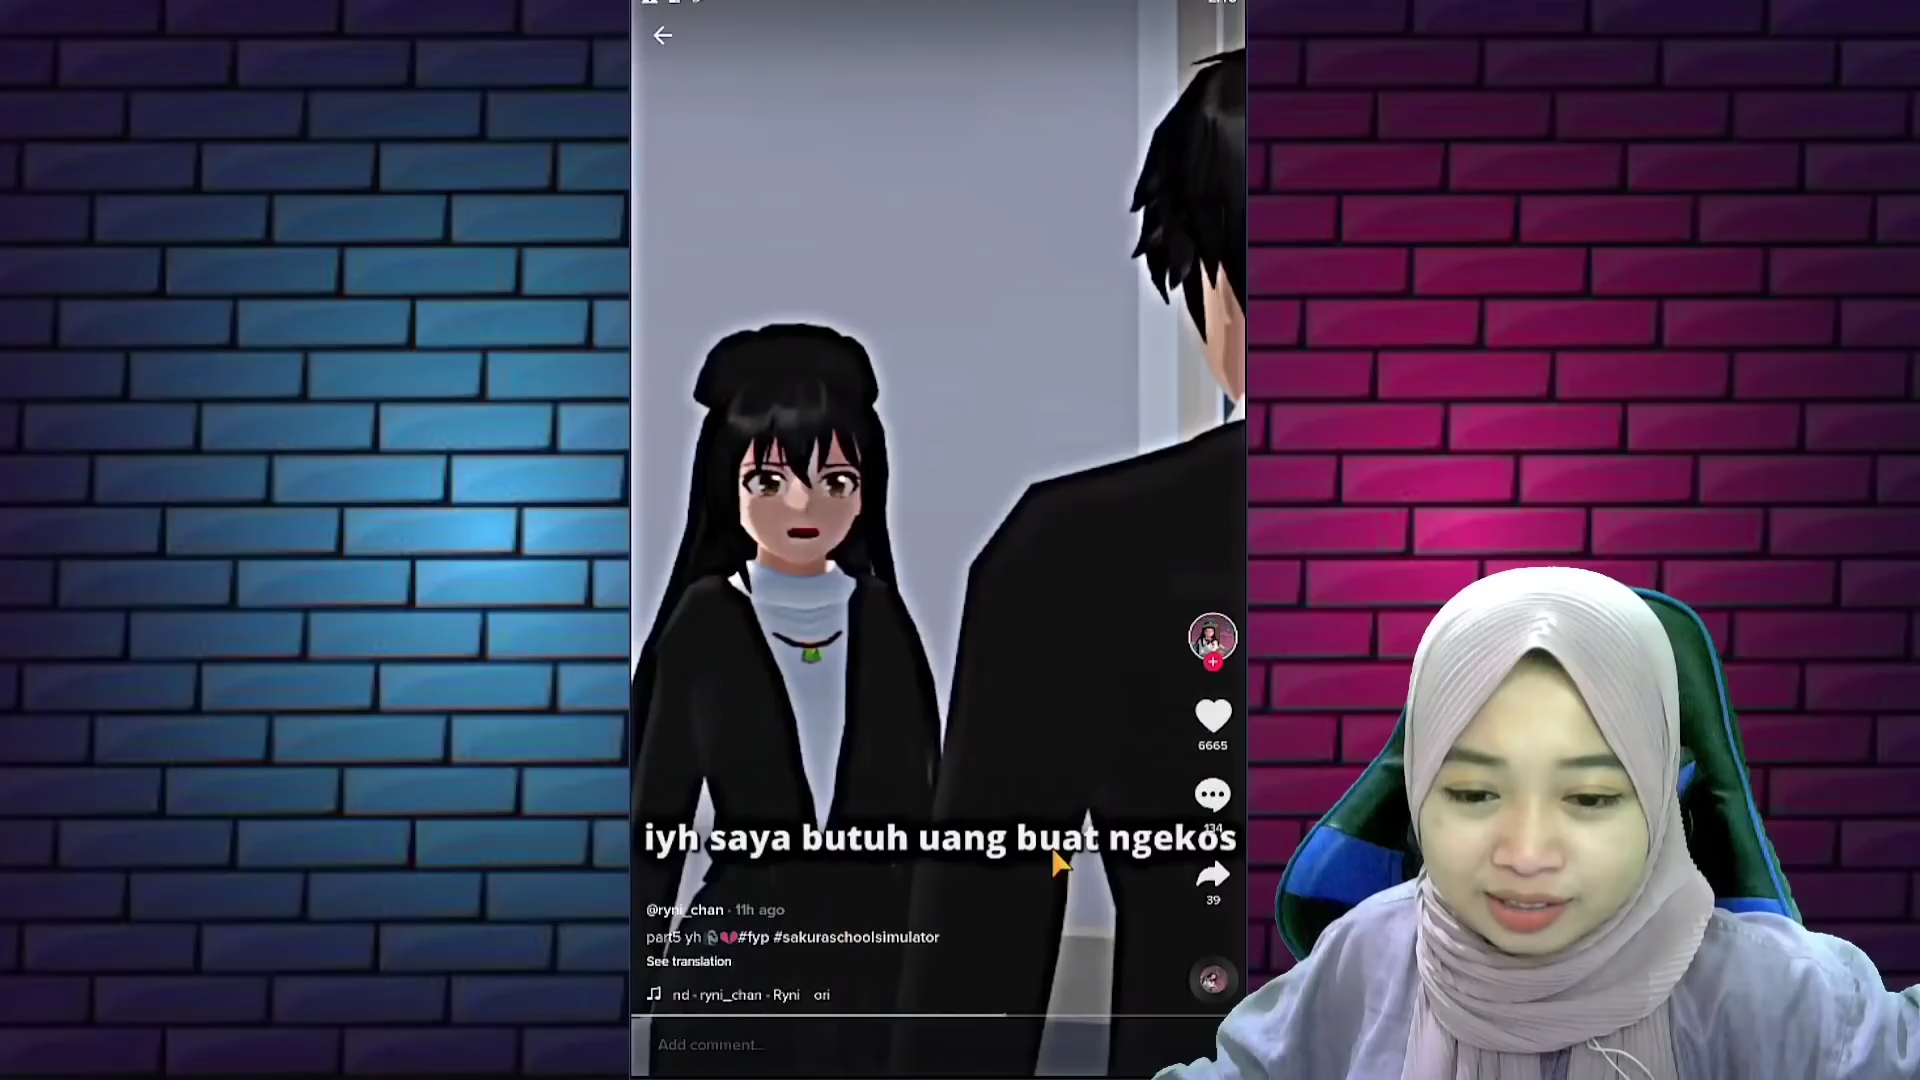 6665
iyh saya butuh uang buat ngekos
134
39
@ryni_chan · 11h ago
part5 yh #fyp #sakuraschoolsimulator
See translation
nd - ryni_chan - Ryni ori
Add comment...